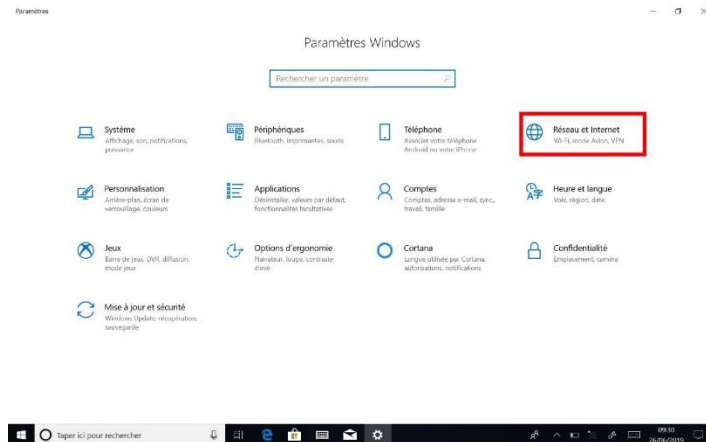 Paramètres
Paramètres Windows
Rechercher un paramètre
Système
Affichage, son, notifications,
puissance
Périphériques
Bluetooth, imprimantes, souris
Téléphone
Associer votre téléphone
Android ou votre iPhone
Réseau et Internet
Wi-Fi, mode Avion, VPN
Personnalisation
Arrière-plan, écran de
verrouillage, couleurs
Applications
Désinstaller, valeurs par défaut,
fonctionnalités facultatives
Comptes
Comptes, adresse e-mail, sync.,
travail, famille
Heure et langue
Voix, région, date
Jeux
Barre de jeux, DVR, diffusion,
mode jeux
Options d'ergonomie
Narrateur, loupe, contraste
élevé
Cortana
Langue utilisée par Cortana,
autorisations, notifications
Confidentialité
Emplacement, caméra
Mise à jour et sécurité
Windows Update, récupération,
sauvegarde
Taper ici pour rechercher
09:30
26/06/2019